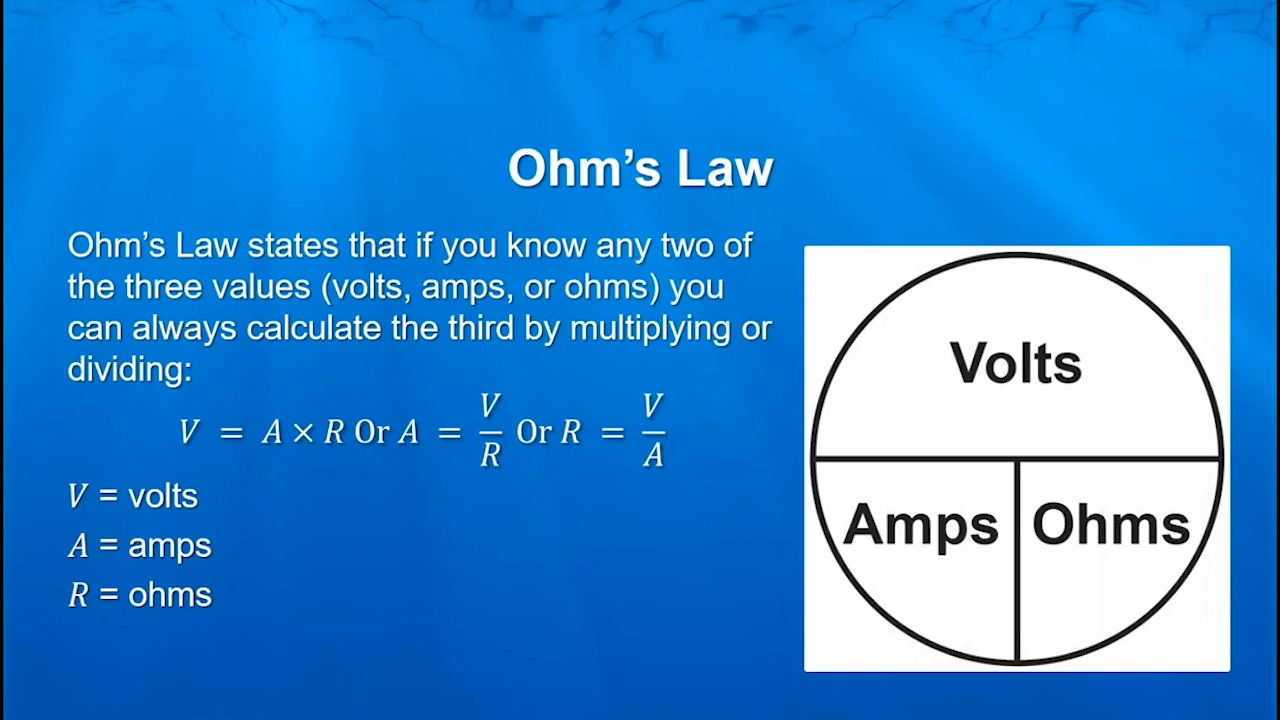 Ohm’s Law
Ohm’s Law states that if you know any two of
the three values (volts, amps, or ohms) you
can always calculate the third by multiplying or
dividing:
V = A × R Or A = V/R Or R = V/A
V = volts
A = amps
R = ohms
Volts
Amps Ohms